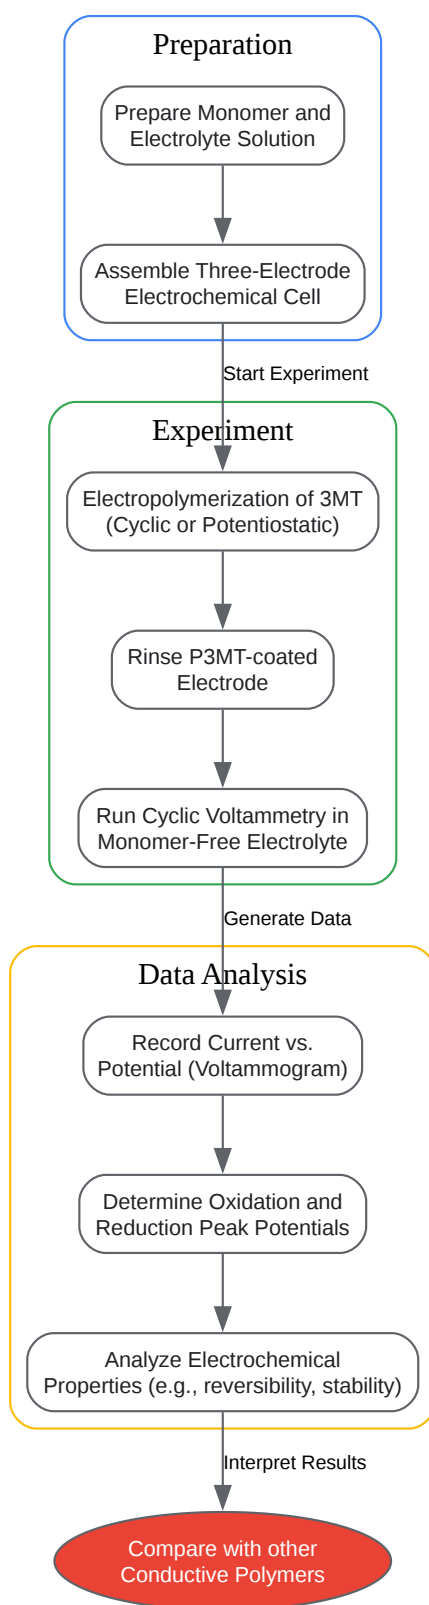 Preparation
Prepare Monomer and
Electrolyte Solution
Assemble Three-Electrode
Electrochemical Cell
Start Experiment
Experiment
Electropolymerization of 3MT
(Cyclic or Potentiostatic)
Rinse P3MT-coated
Electrode
Run Cyclic Voltammetry in
Monomer-Free Electrolyte
Generate Data
Data Analysis
Record Current vs.
Potential (Voltammogram)
Determine Oxidation and
Reduction Peak Potentials
Analyze Electrochemical
Properties (e.g., reversibility, stability)
Interpret Results
Compare with other
Conductive Polymers